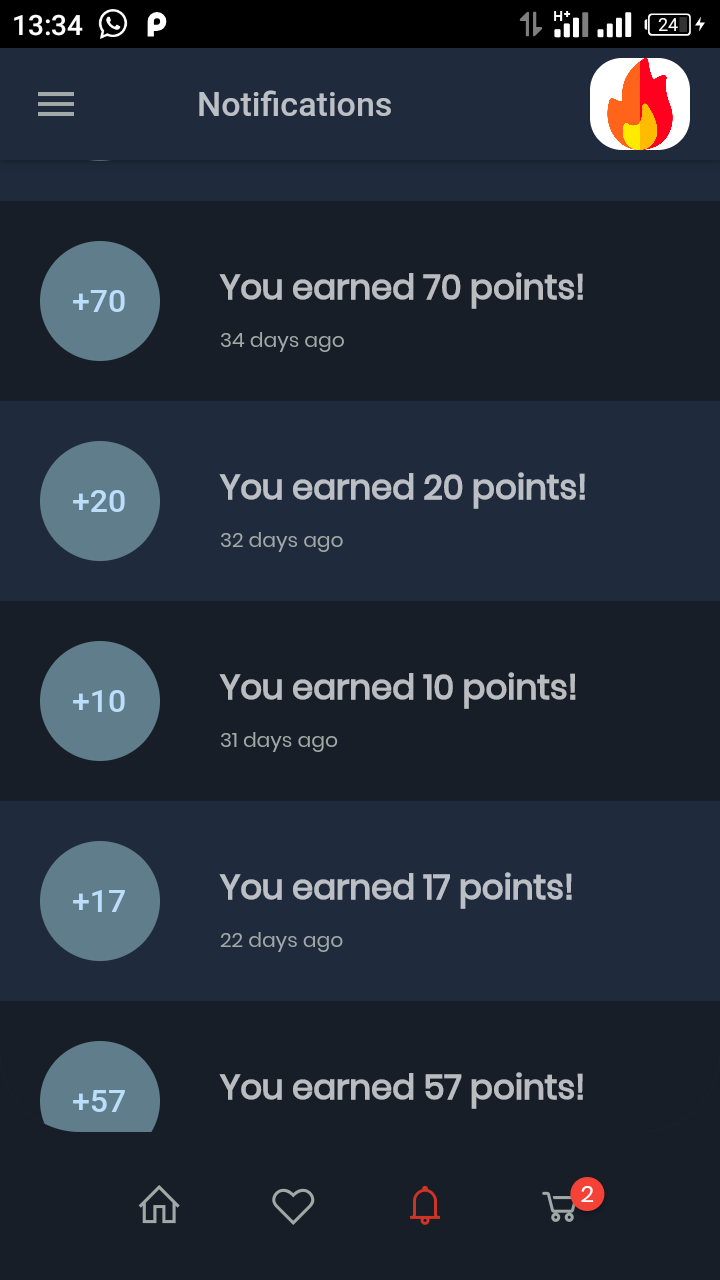 13:34
H+
24
Notifications
+70
You earned 70 points!
34 days ago
+20
You earned 20 points!
32 days ago
+10
You earned 10 points!
31 days ago
+17
You earned 17 points!
22 days ago
+57
You earned 57 points!
2